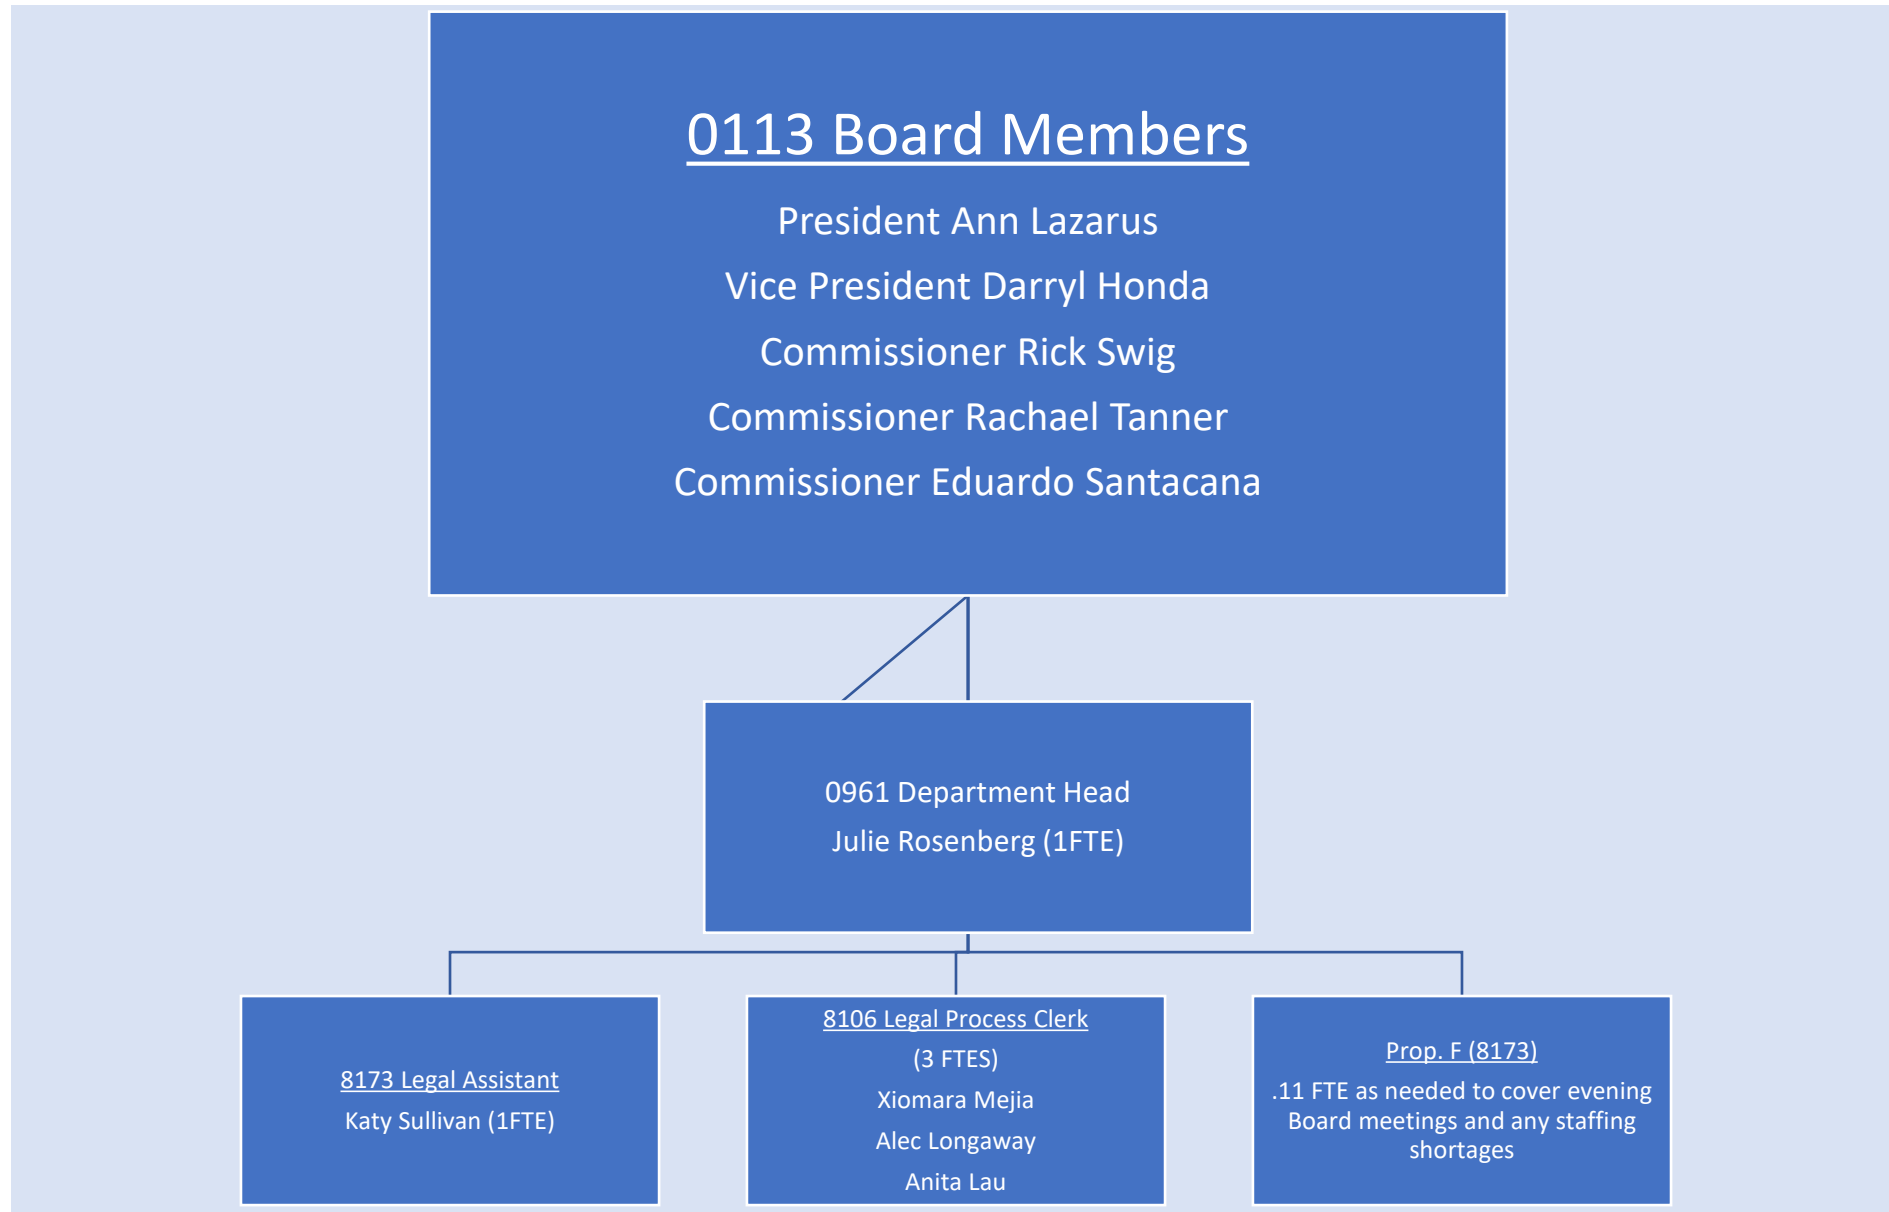 0113 Board Members
President Ann Lazarus
Vice President Darryl Honda
Commissioner Rick Swig
Commissioner Rachael Tanner
Commissioner Eduardo Santacana
0961 Department Head
Julie Rosenberg (1FTE)
8173 Legal Assistant
Katy Sullivan (1FTE)
8106 Legal Process Clerk
(3 FTES)
Xiomara Mejia
Alec Longaway
Anita Lau
Prop. F (8173)
.11 FTE as needed to cover evening
Board meetings and any staffing
shortages